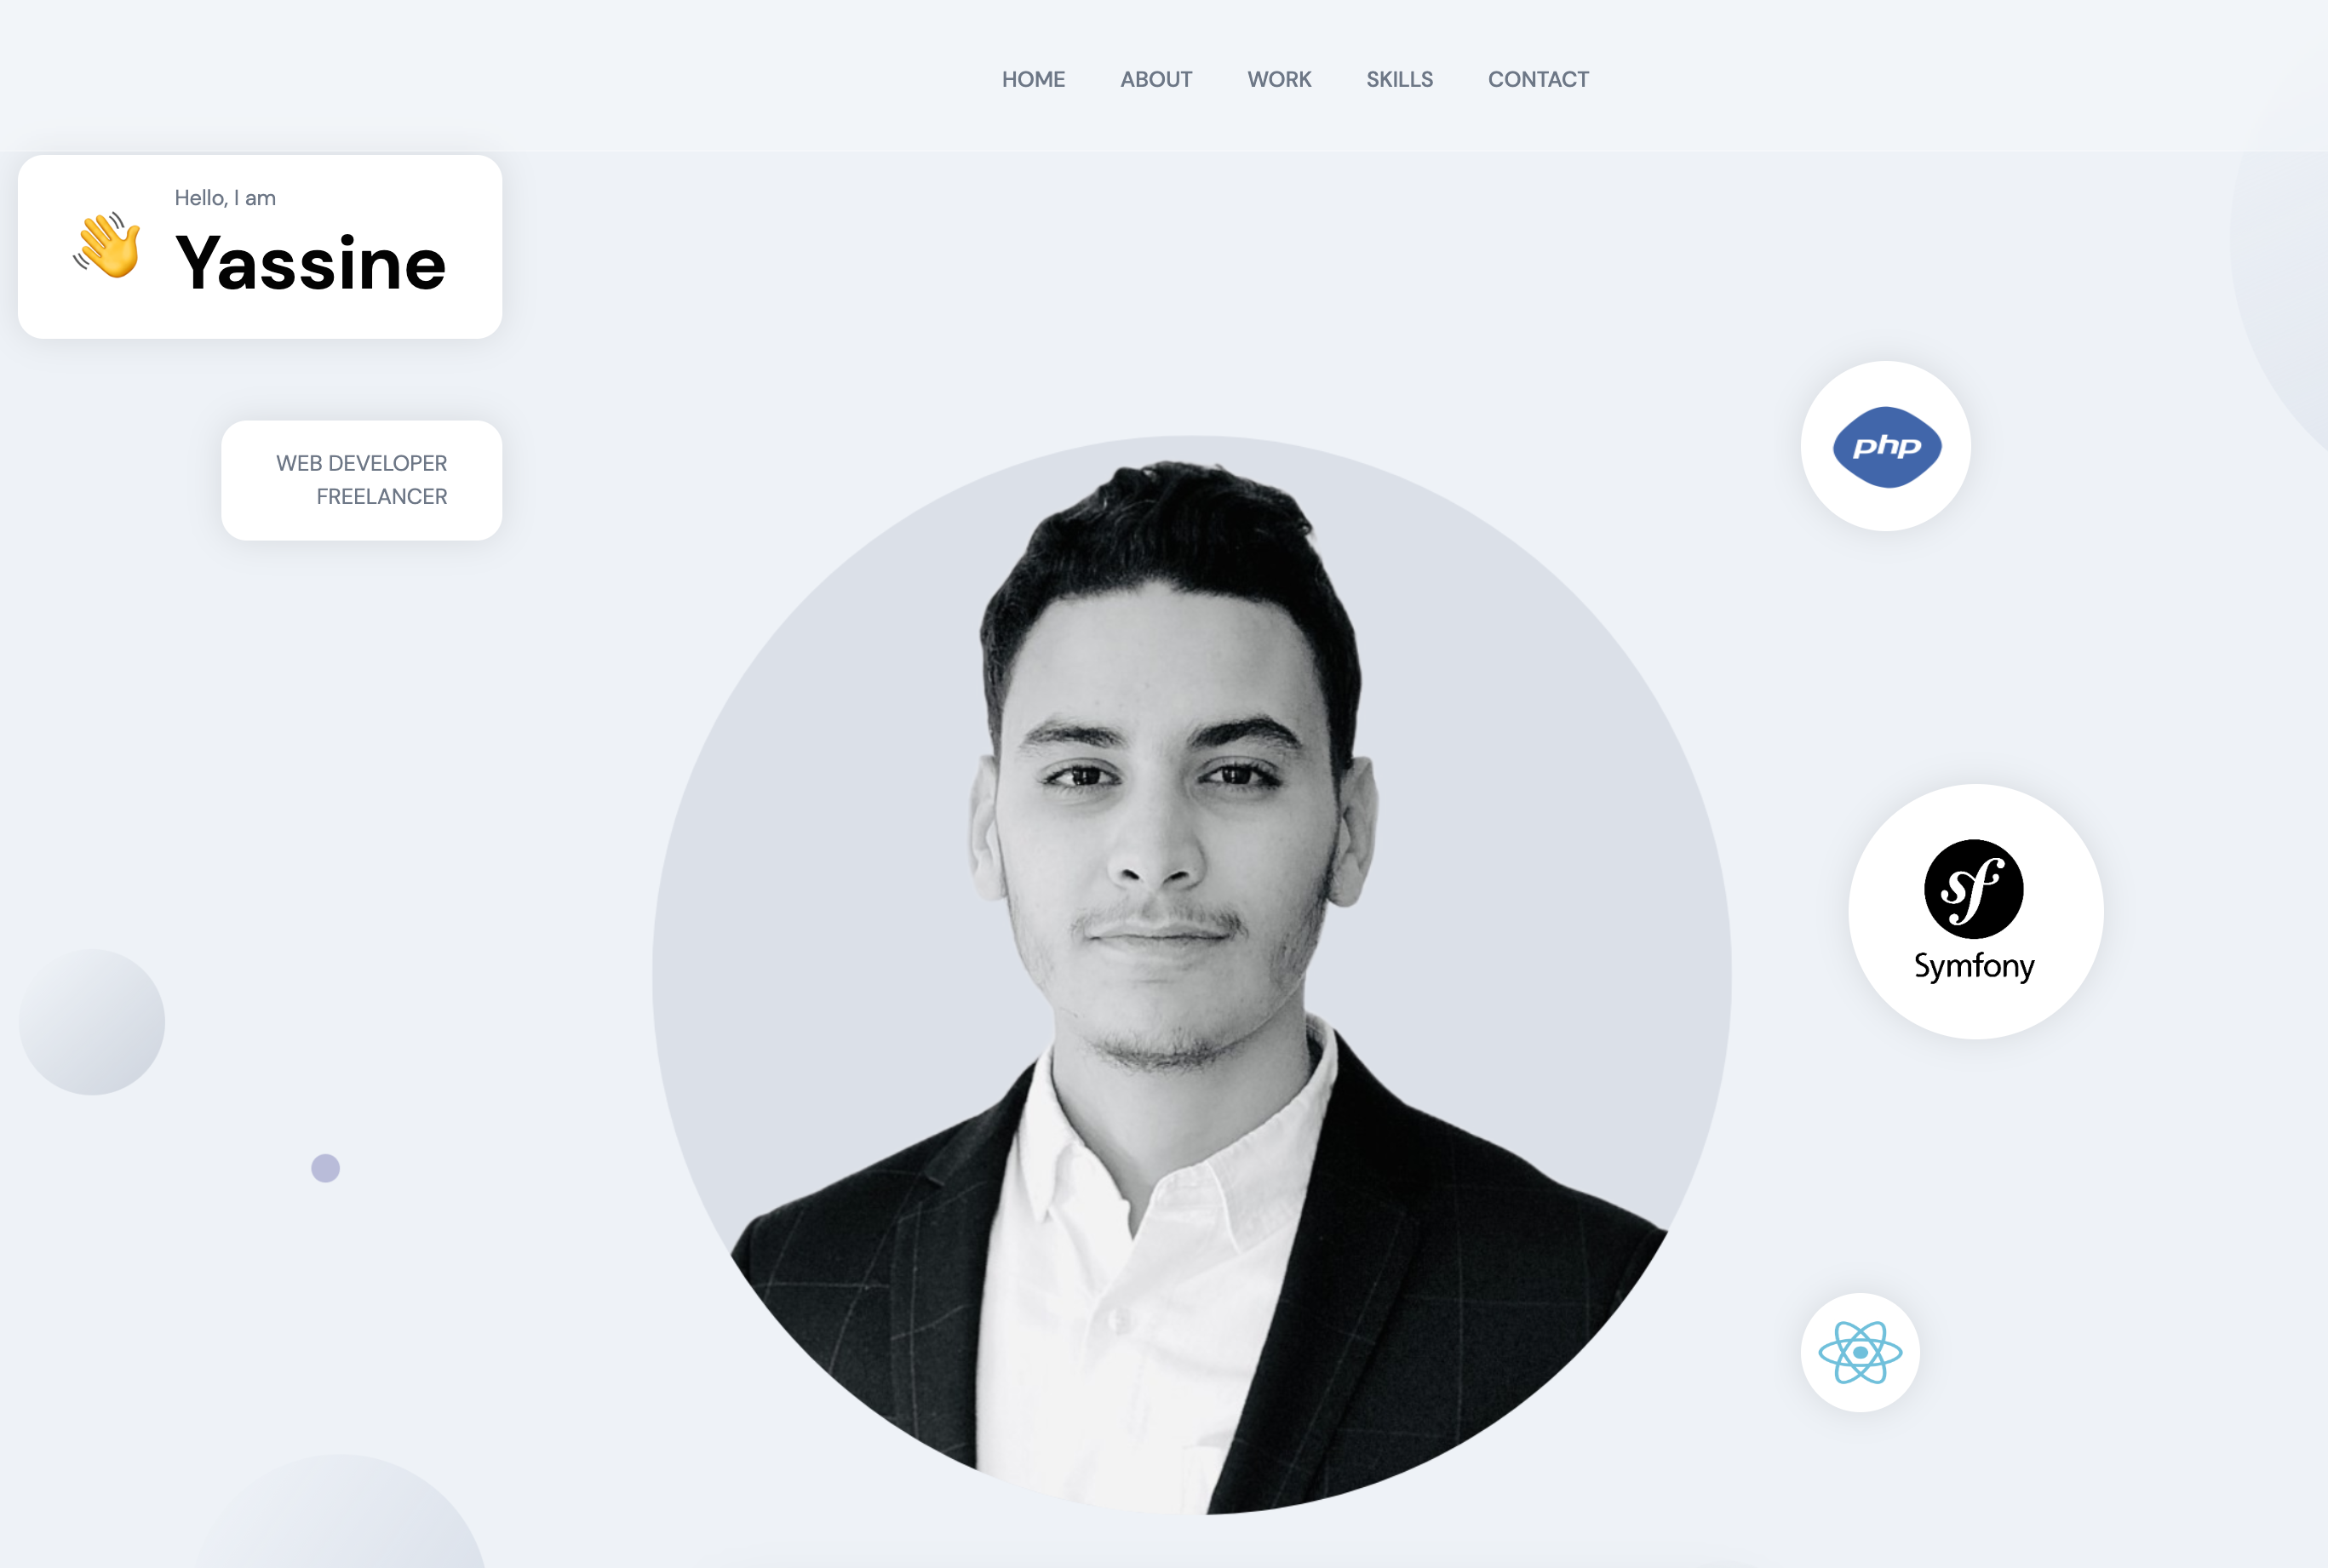 HOME ABOUT WORK SKILLS CONTACT
Hello, I am
Yassine
WEB DEVELOPER
FREELANCER
php
sf
Symfony